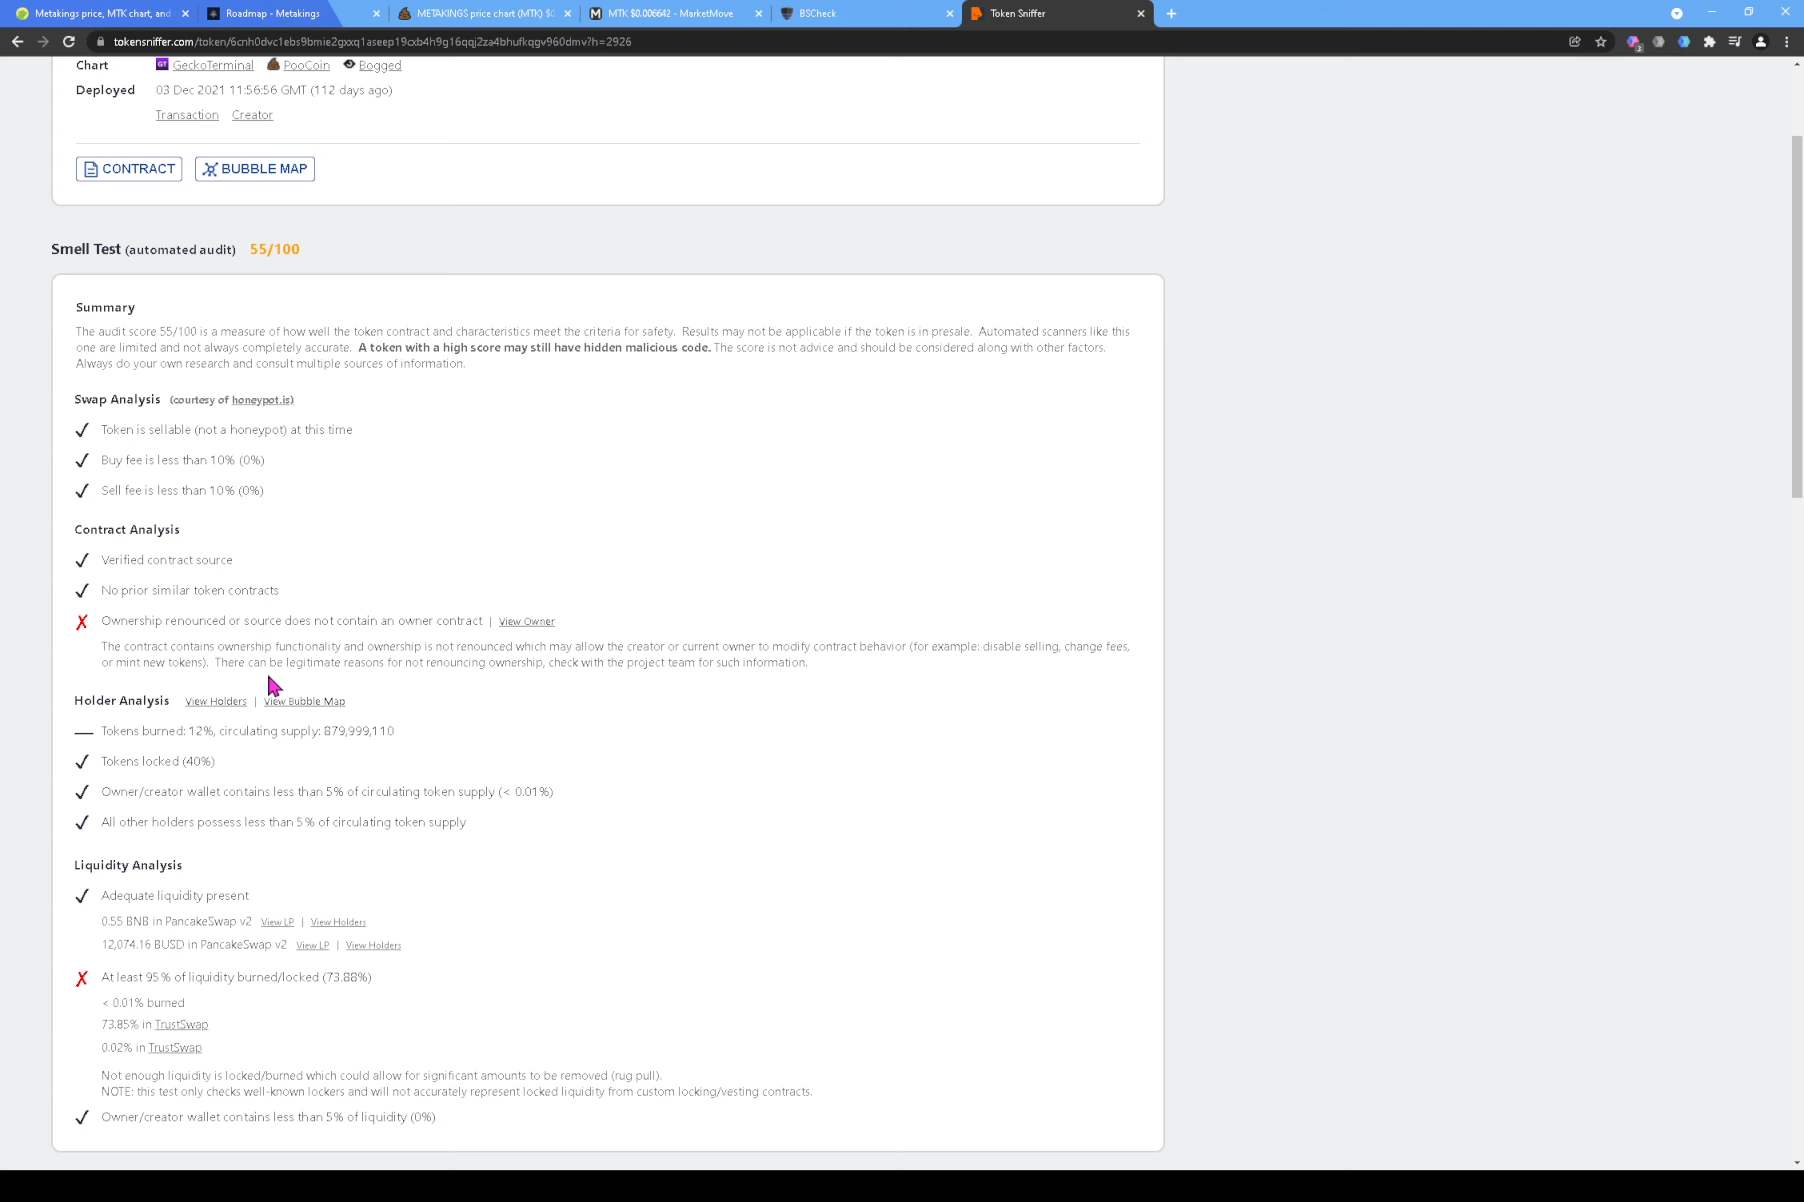 Metakings price, MTK chart, and
Roadmap - Metakings
METAKINGS price chart (MTK) $0
MTK $0.006642 - MarketMove
BSCheck
Token Sniffer
tokensniffer.com/token/6cnh0dvc1ebs9bmie2gxxq1aseep19cxb4h9g16qqj2za4bhufkqgv960dmv?h=2926
3
Chart GT GeckoTerminal PooCoin Bogged
Deployed 03 Dec 2021 11:56:56 GMT (112 days ago)
Transaction Creator
CONTRACT BUBBLE MAP
Smell Test (automated audit) 55/100
Summary
The audit score 55/100 is a measure of how well the token contract and characteristics meet the criteria for safety. Results may not be applicable if the token is in presale. Automated scanners like this
one are limited and not always completely accurate. A token with a high score may still have hidden malicious code. The score is not advice and should be considered along with other factors.
Always do your own research and consult multiple sources of information.
Swap Analysis (courtesy of honeypot.is)
Token is sellable (not a honeypot) at this time
Buy fee is less than 10% (0%)
Sell fee is less than 10% (0%)
Contract Analysis
Verified contract source
No prior similar token contracts
Ownership renounced or source does not contain an owner contract | View Owner
The contract contains ownership functionality and ownership is not renounced which may allow the creator or current owner to modify contract behavior (for example: disable selling, change fees,
or mint new tokens). There can be legitimate reasons for not renouncing ownership, check with the project team for such information.
Holder Analysis View Holders | View Bubble Map
Tokens burned: 12%, circulating supply: 879,999,110
Tokens locked (40%)
Owner/creator wallet contains less than 5% of circulating token supply (< 0.01%)
All other holders possess less than 5% of circulating token supply
Liquidity Analysis
Adequate liquidity present
0.55 BNB in PancakeSwap v2 View LP | View Holders
12,074.16 BUSD in PancakeSwap v2 View LP | View Holders
At least 95% of liquidity burned/locked (73.88%)
< 0.01% burned
73.85% in TrustSwap
0.02% in TrustSwap
Not enough liquidity is locked/burned which could allow for significant amounts to be removed (rug pull).
NOTE: this test only checks well-known lockers and will not accurately represent locked liquidity from custom locking/vesting contracts.
Owner/creator wallet contains less than 5% of liquidity (0%)